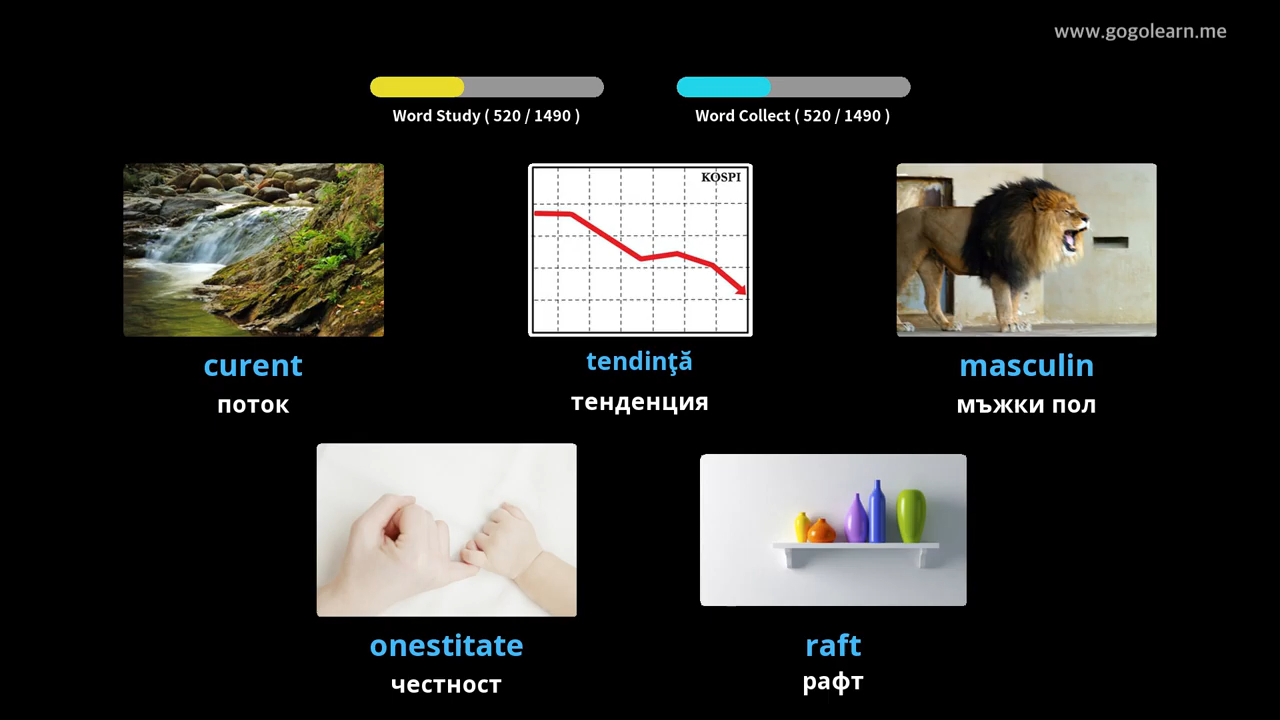 www.gogolearn.me
Word Study ( 520 / 1490 )
Word Collect ( 520 / 1490 )
KOSPI
curent
поток
tendinţă
тенденция
masculin
мъжки пол
onestitate
честност
raft
рафт